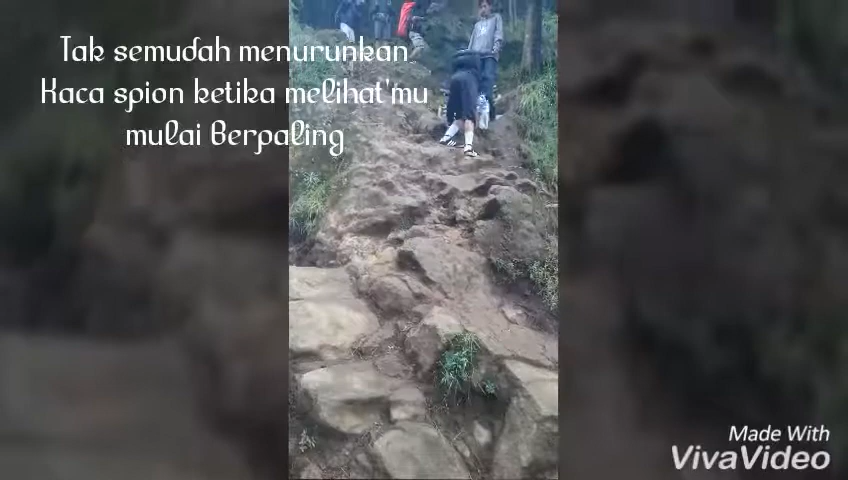 Tak semudah menurunkan
Kaca spion ketika melihat'mu
mulai Berpaling
Made With
VivaVideo